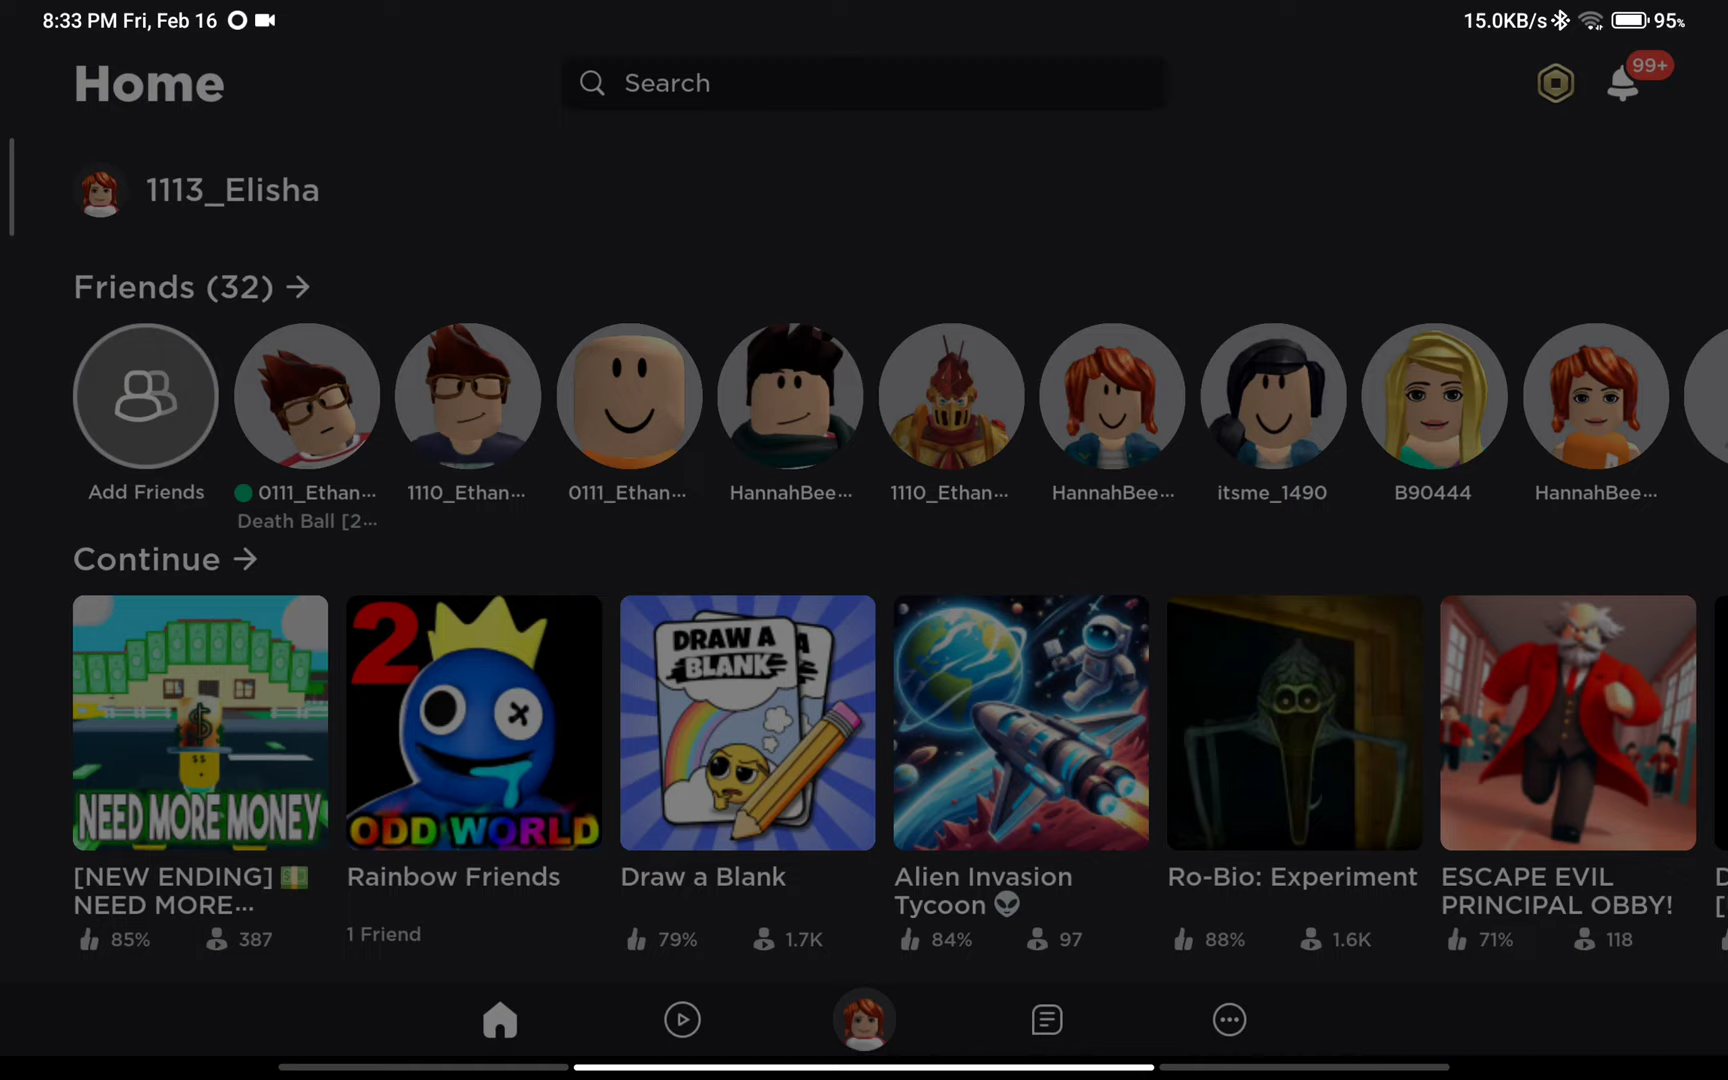 8:33 PM Fri, Feb 16
15.0KB/s
95%
Home
Search
99+
1113_Elisha
Friends (32) →
Add Friends
0111_Ethan...
1110_Ethan...
0111_Ethan...
HannahBee...
1110_Ethan...
HannahBee...
itsme_1490
B90444
HannahBee...
Death Ball [2...
Continue →
NEED MORE MONEY
2
ODD WORLD
DRAW A
BLANK
[NEW ENDING] 💵
NEED MORE...
85%
387
Rainbow Friends
1 Friend
Draw a Blank
79%
1.7K
Alien Invasion
Tycoon 👽
84%
97
Ro-Bio: Experiment
88%
1.6K
ESCAPE EVIL
PRINCIPAL OBBY!
71%
118